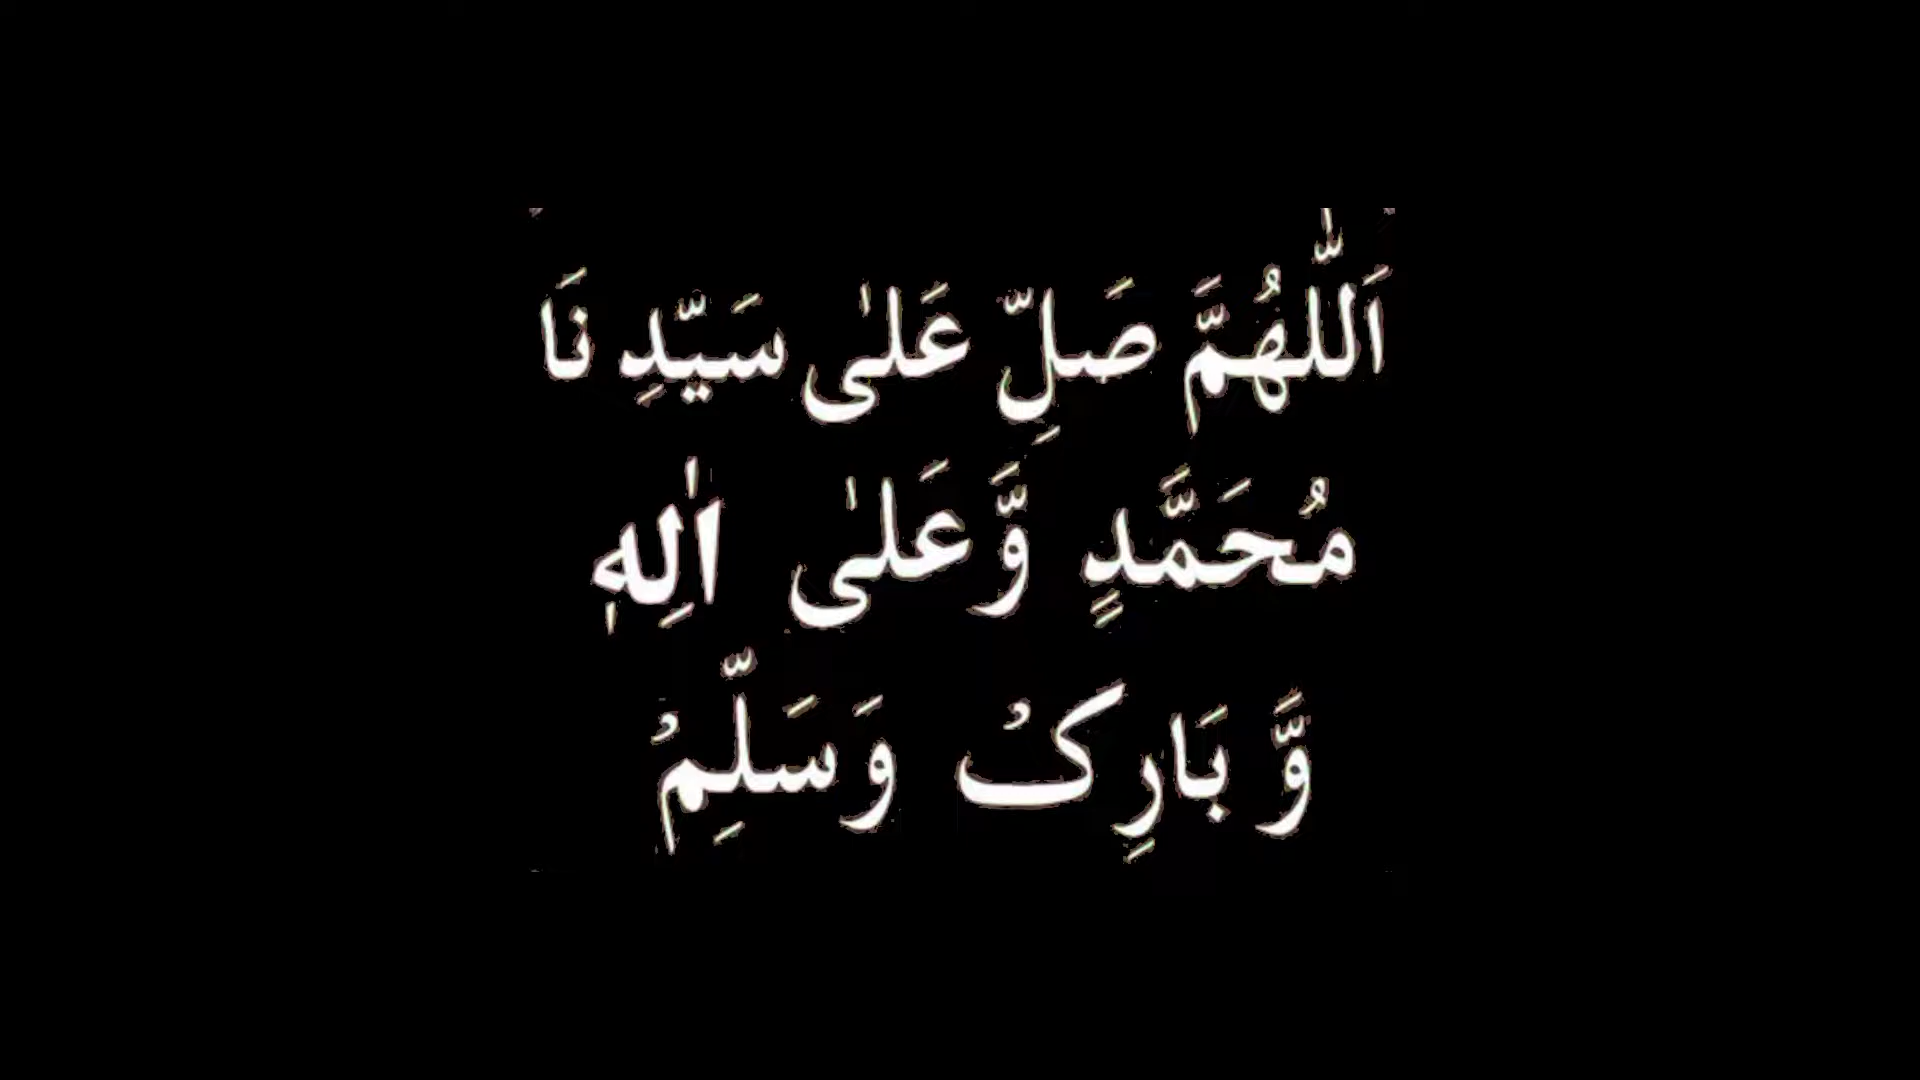 اَللّٰهُمَّ صَلِّ عَلٰى سَيِّدِ نَا
مُحَمَّدٍ وَّعَلٰى اٰلِهٖ
وَّ بَارِكْ وَسَلِّمْ